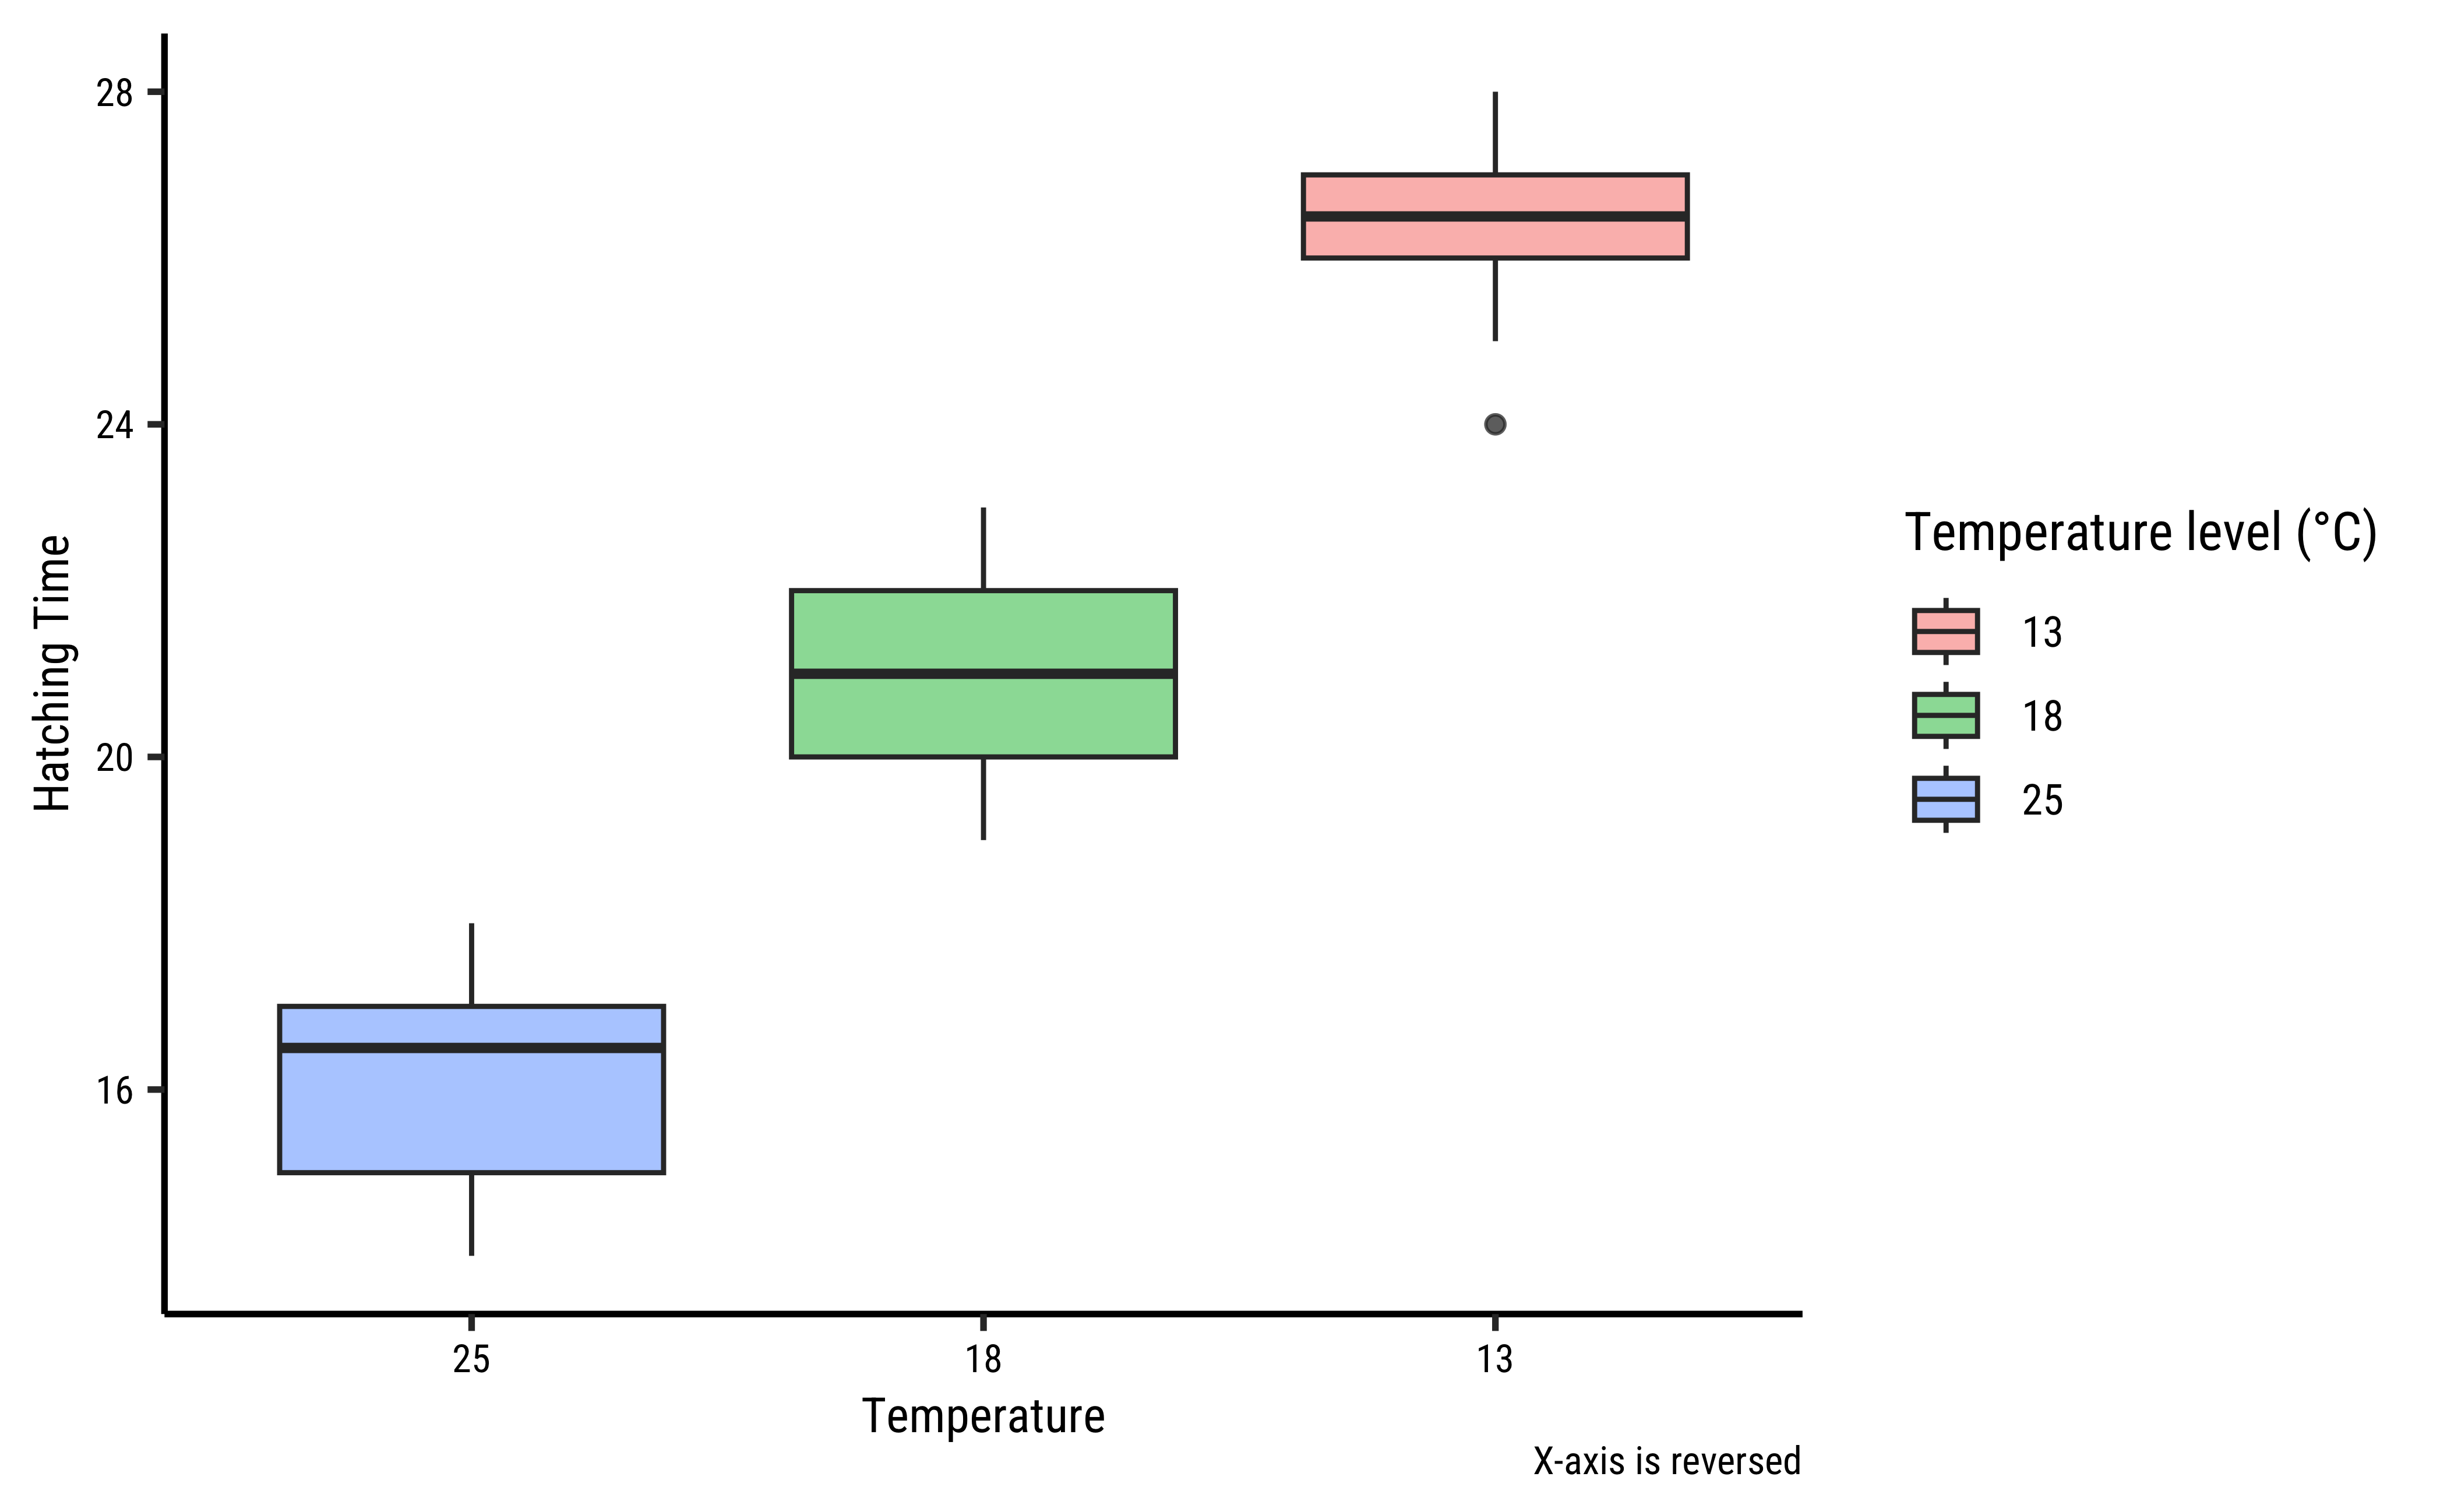 28
24
20
16
Hatching Time
25
18
13
Temperature
X-axis is reversed
Temperature level (°C)
13
18
25